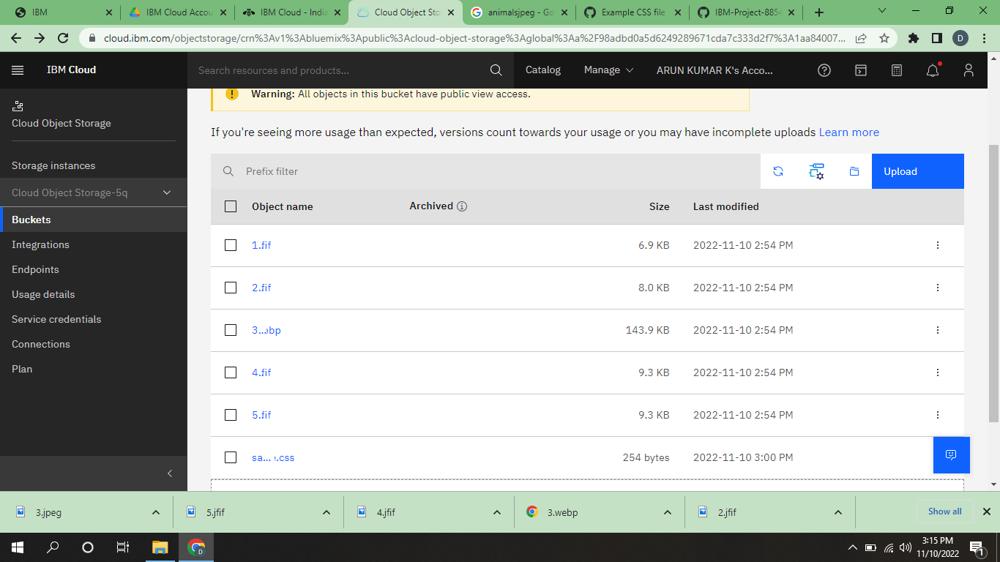 IBM
IBM Cloud Accou
IBM Cloud - India
Cloud Object Sto
animalsjpeg - Go
Example CSS file
IBM-Project-8854
cloud.ibm.com/objectstorage/crn%3Av1%3Abluemix%3Apublic%3Acloud-object-storage%3Aglobal%3Aa%2F98adbd0a5d6249289671cda7c333d2f7%3A1aa84007...
D
IBM Cloud
Search resources and products...
Catalog
Manage
ARUN KUMAR K's Acco...
Cloud Object Storage
Storage instances
Cloud Object Storage-5q
Buckets
Integrations
Endpoints
Usage details
Service credentials
Connections
Plan
Warning: All objects in this bucket have public view access.
If you're seeing more usage than expected, versions count towards your usage or you may have incomplete uploads Learn more
Prefix filter
Upload
Object name Archived Size Last modified
1.fif 6.9 KB 2022-11-10 2:54 PM
2.fif 8.0 KB 2022-11-10 2:54 PM
3...bp 143.9 KB 2022-11-10 2:54 PM
4.fif 9.3 KB 2022-11-10 2:54 PM
5.fif 9.3 KB 2022-11-10 2:54 PM
sa... .css 254 bytes 2022-11-10 3:00 PM
3.jpeg
5.jfif
4.jfif
3.webp
2.jfif
Show all
D
3:15 PM
11/10/2022
1